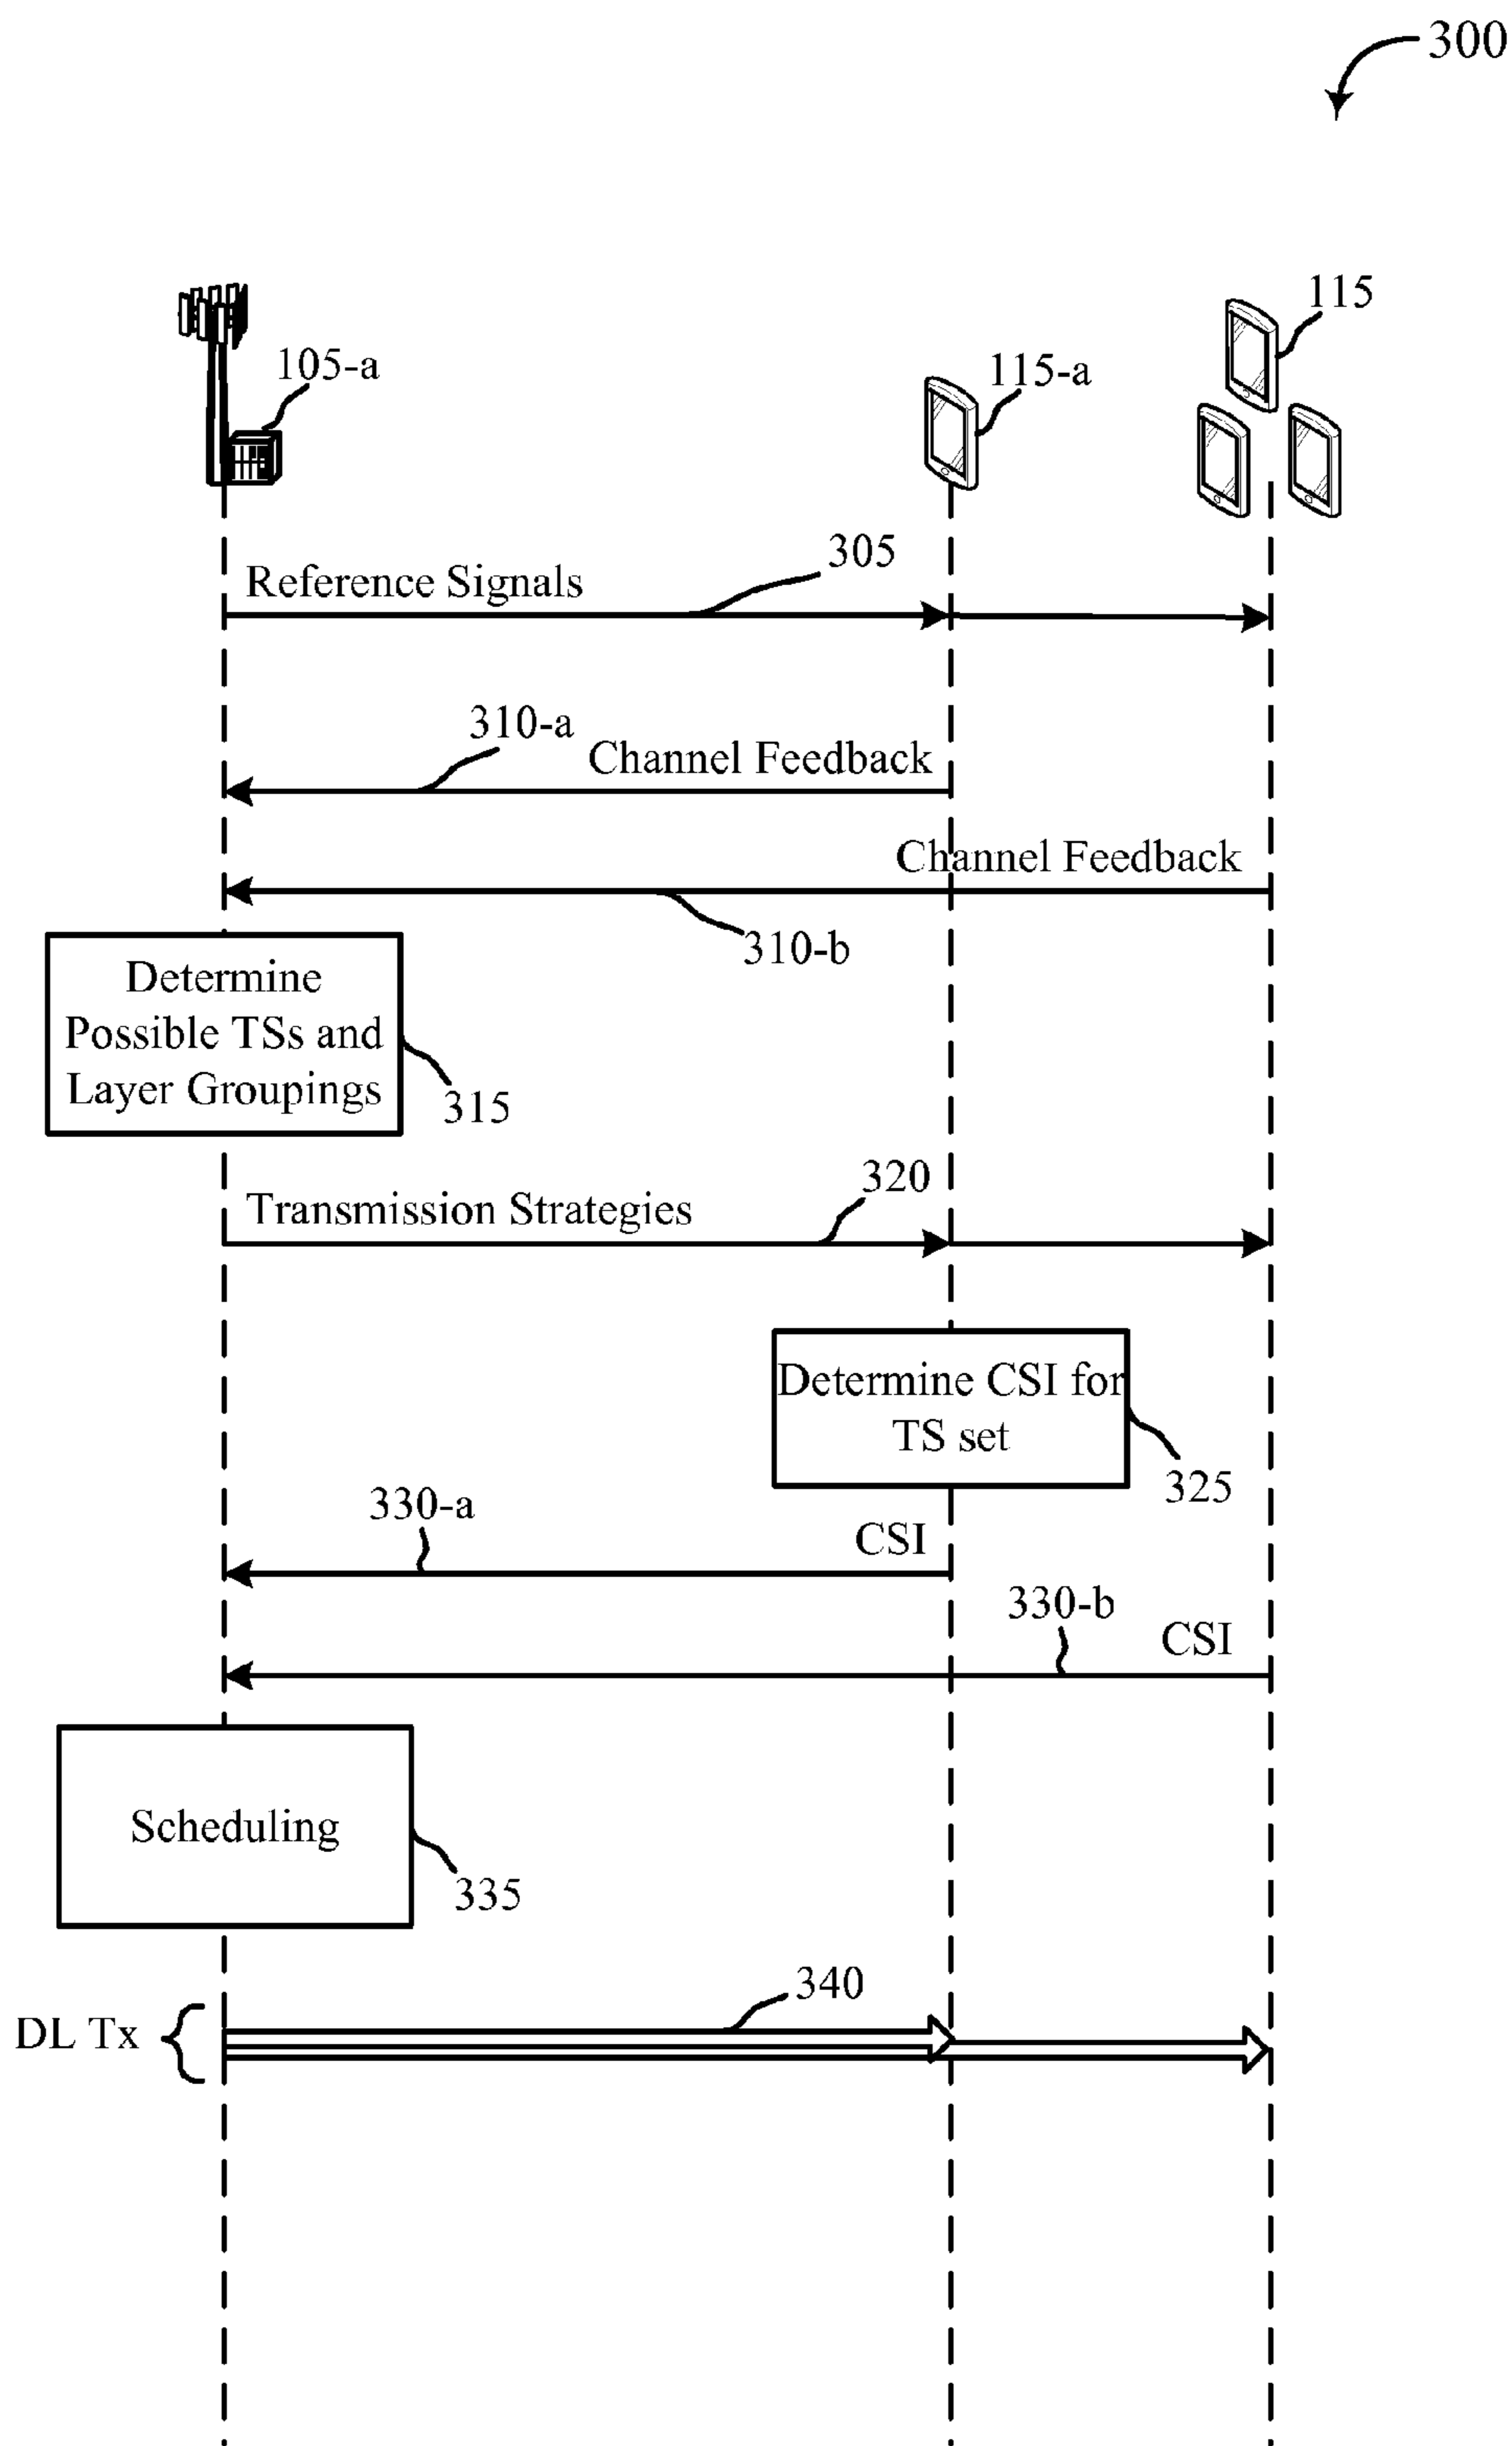 300
115
105-a
115-a
305
Reference Signals
310-a
Channel Feedback
Channel Feedback
310-b
Determine
Possible TSs and
Layer Groupings
315
320
Transmission Strategies
Determine CSI for
TS set
325
330-a
CSI
330-b
CSI
Scheduling
335
340
DL Tx